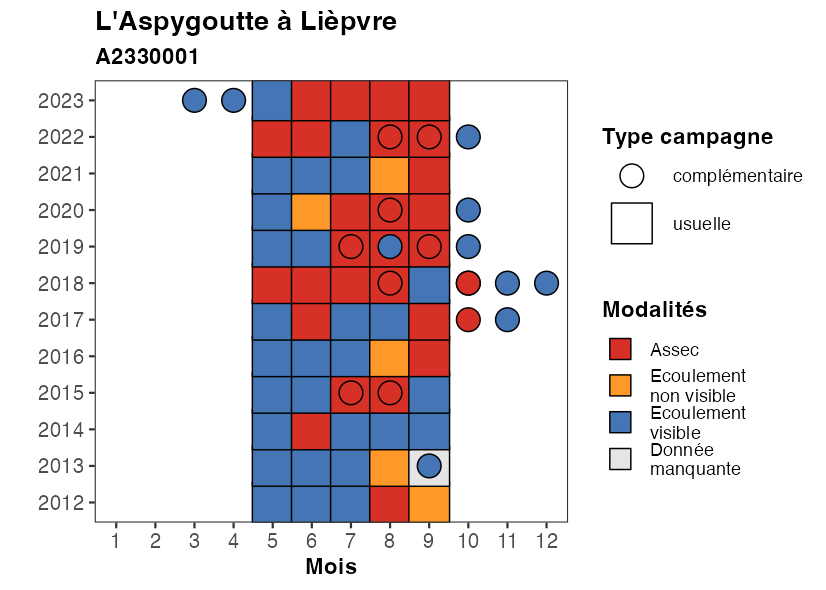 L'Aspygoutte à Lièpvre
A2330001
2023
2022
2021
2020
2019
2018
2017
2016
2015
2014
2013
2012
1 2 3 4 5 6 7 8 9 10 11 12
Mois
Type campagne
complémentaire
usuelle
Modalités
Assec
Ecoulement
non visible
Ecoulement
visible
Donnée
manquante